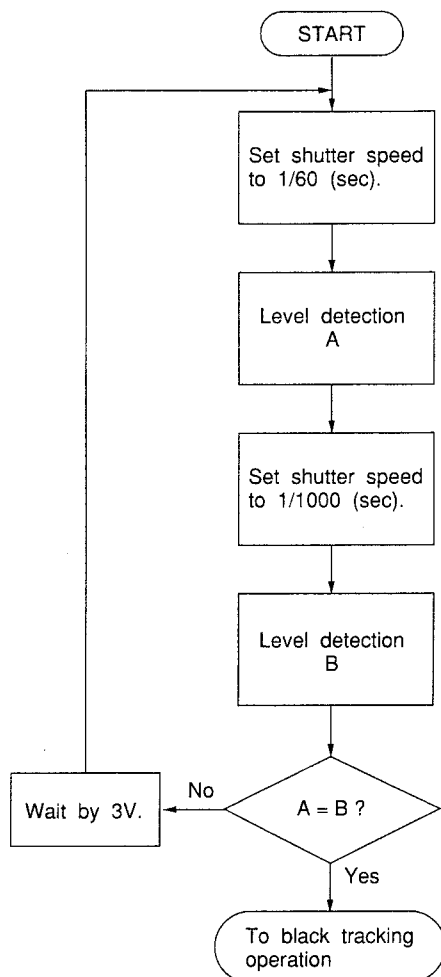 START
Set shutter speed
to 1/60 (sec).
Level detection
A
Set shutter speed
to 1/1000 (sec).
Level detection
B
A = B ?
No
Wait by 3V.
Yes
To black tracking
operation